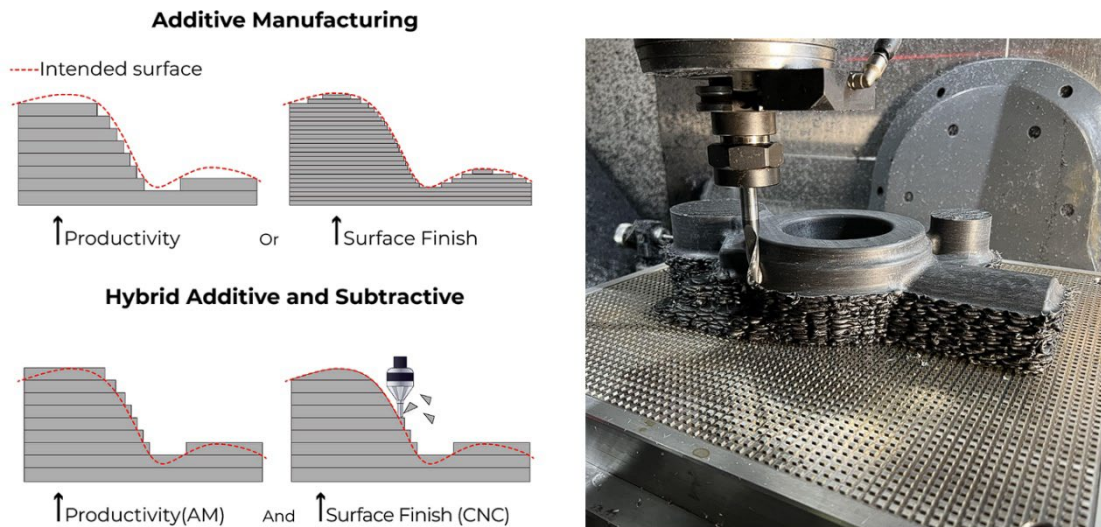 Additive Manufacturing
Intended surface
Productivity
Or
Surface Finish
Hybrid Additive and Subtractive
Productivity(AM)
And
Surface Finish (CNC)